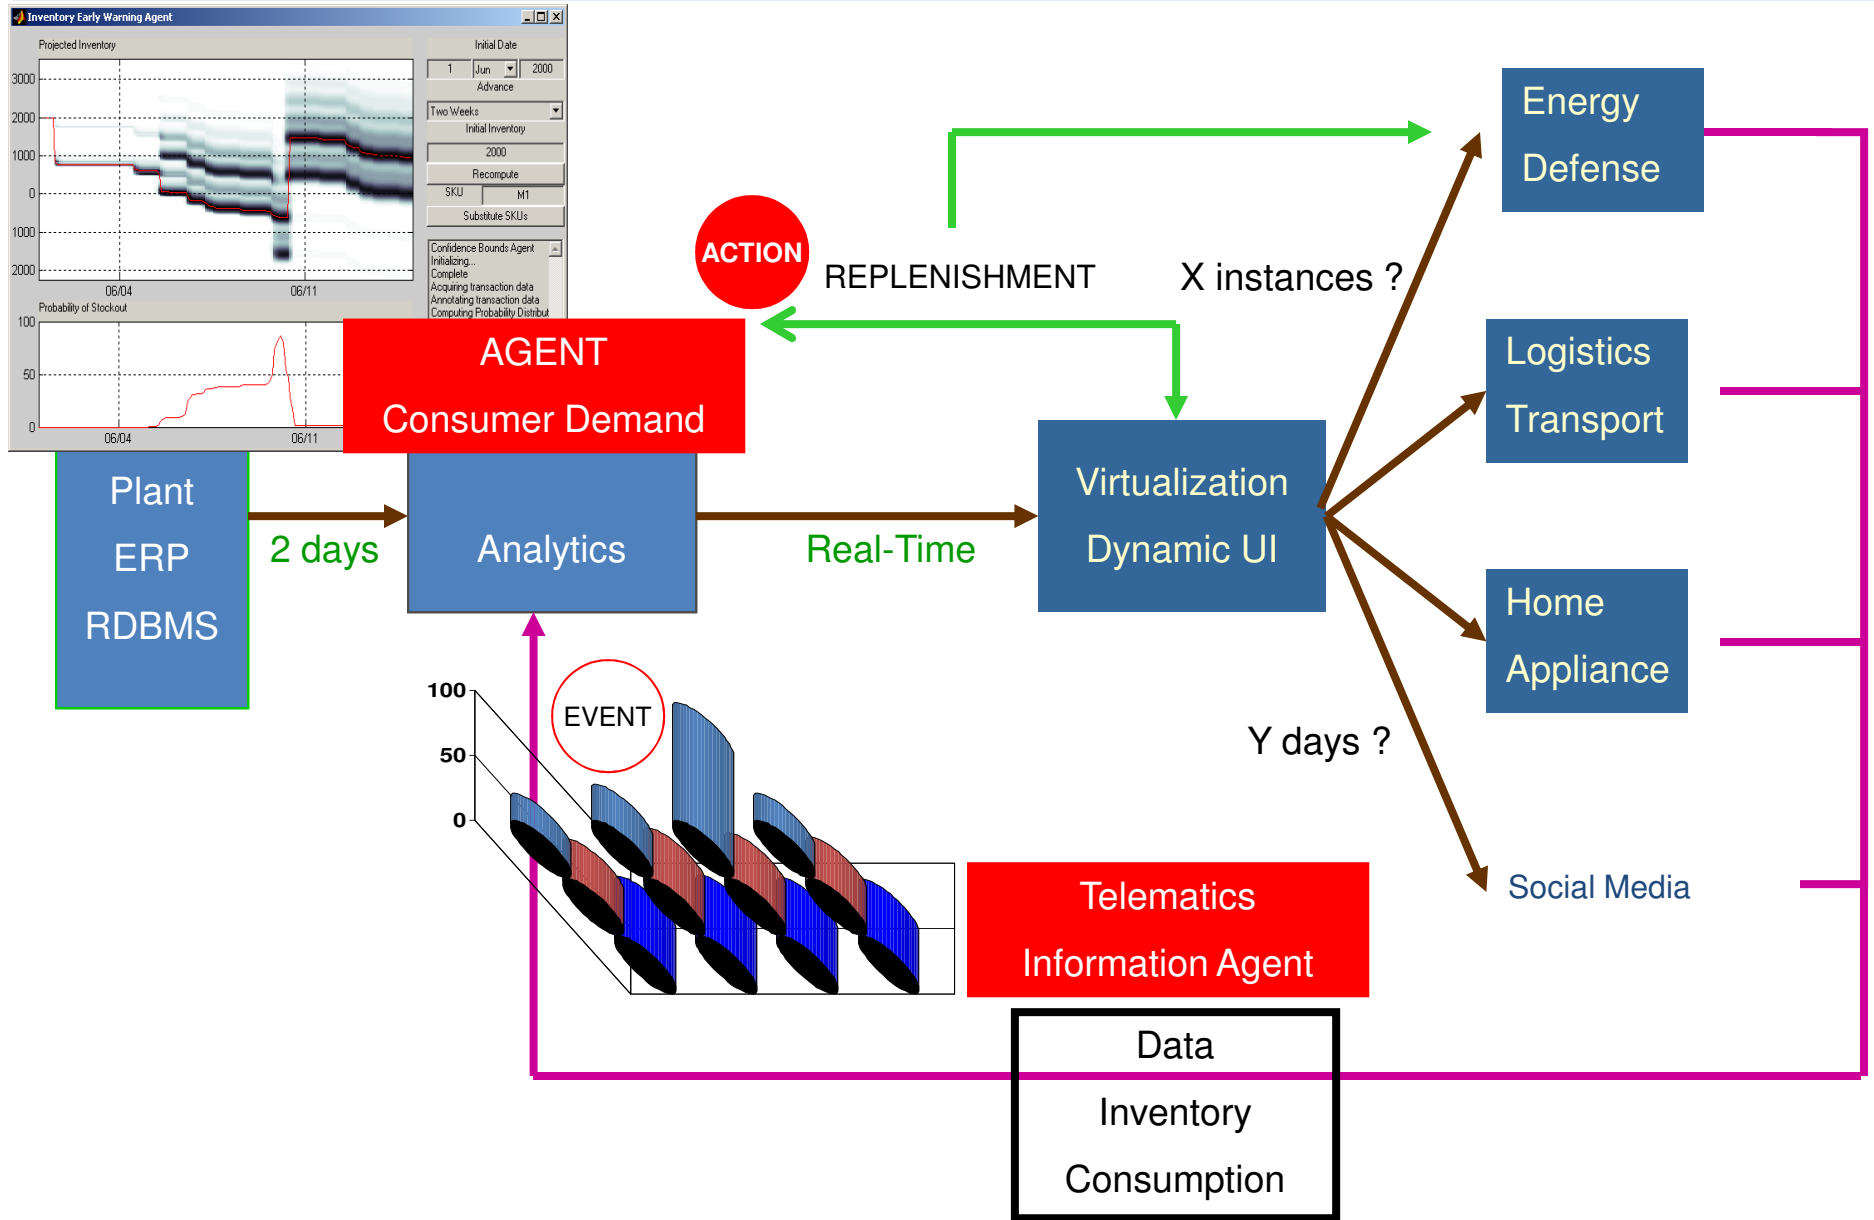 Inventory Early Warning Agent
Projected Inventory
3000
2000
1000
0
1000
2000
06/04
06/11
Probability of Stockout
100
50
0
06/04
06/11
Initial Date
1
Jun
2000
Advance
Two Weeks
Initial Inventory
2000
Recompute
SKU
M1
Substitute SKUs
Confidence Bounds Agent
Initializing...
Complete
Acquiring transaction data
Annotating transaction data
Computing Probability Distribut
AGENT
Consumer Demand
ACTION
REPLENISHMENT
X instances ?
Energy
Defense
Logistics
Transport
Plant
ERP
RDBMS
2 days
Analytics
Real-Time
Virtualization
Dynamic UI
Home
Appliance
Y days ?
Social Media
EVENT
100
50
0
Telematics
Information Agent
Data
Inventory
Consumption